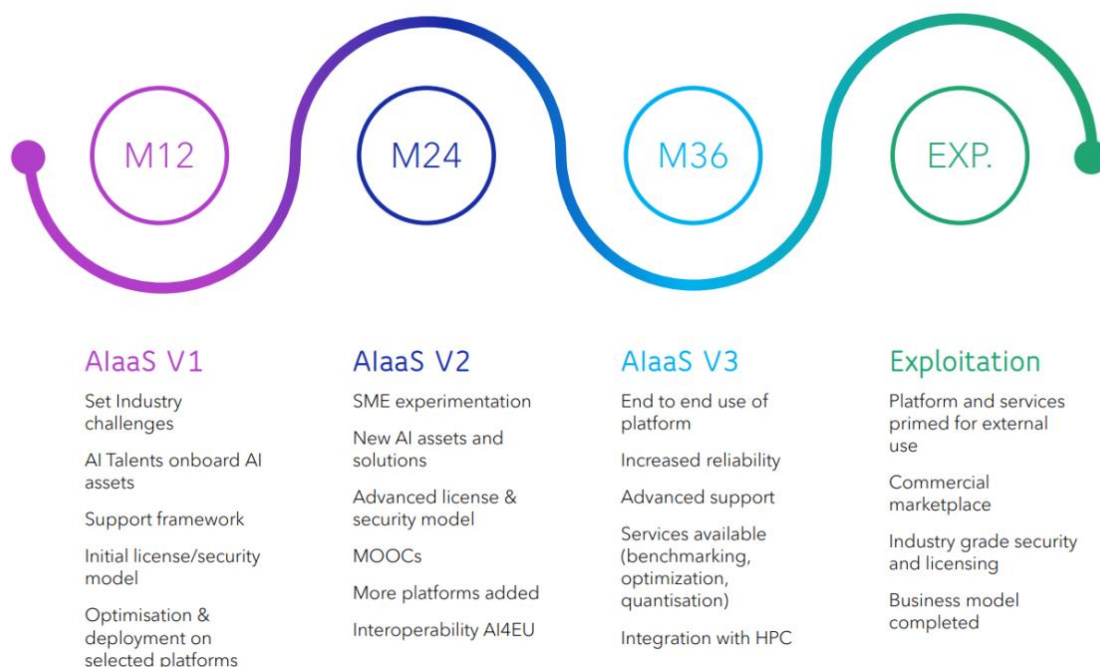 M12
M24
M36
EXP.
AIaaS V1
Set Industry
challenges
AI Talents onboard AI
assets
Support framework
Initial license/security
model
Optimisation &
deployment on
selected platforms
AIaaS V2
SME experimentation
New AI assets and
solutions
Advanced license &
security model
MOOCs
More platforms added
Interoperability AI4EU
AIaaS V3
End to end use of
platform
Increased reliability
Advanced support
Services available
(benchmarking,
optimization,
quantisation)
Integration with HPC
Exploitation
Platform and services
primed for external
use
Commercial
marketplace
Industry grade security
and licensing
Business model
completed